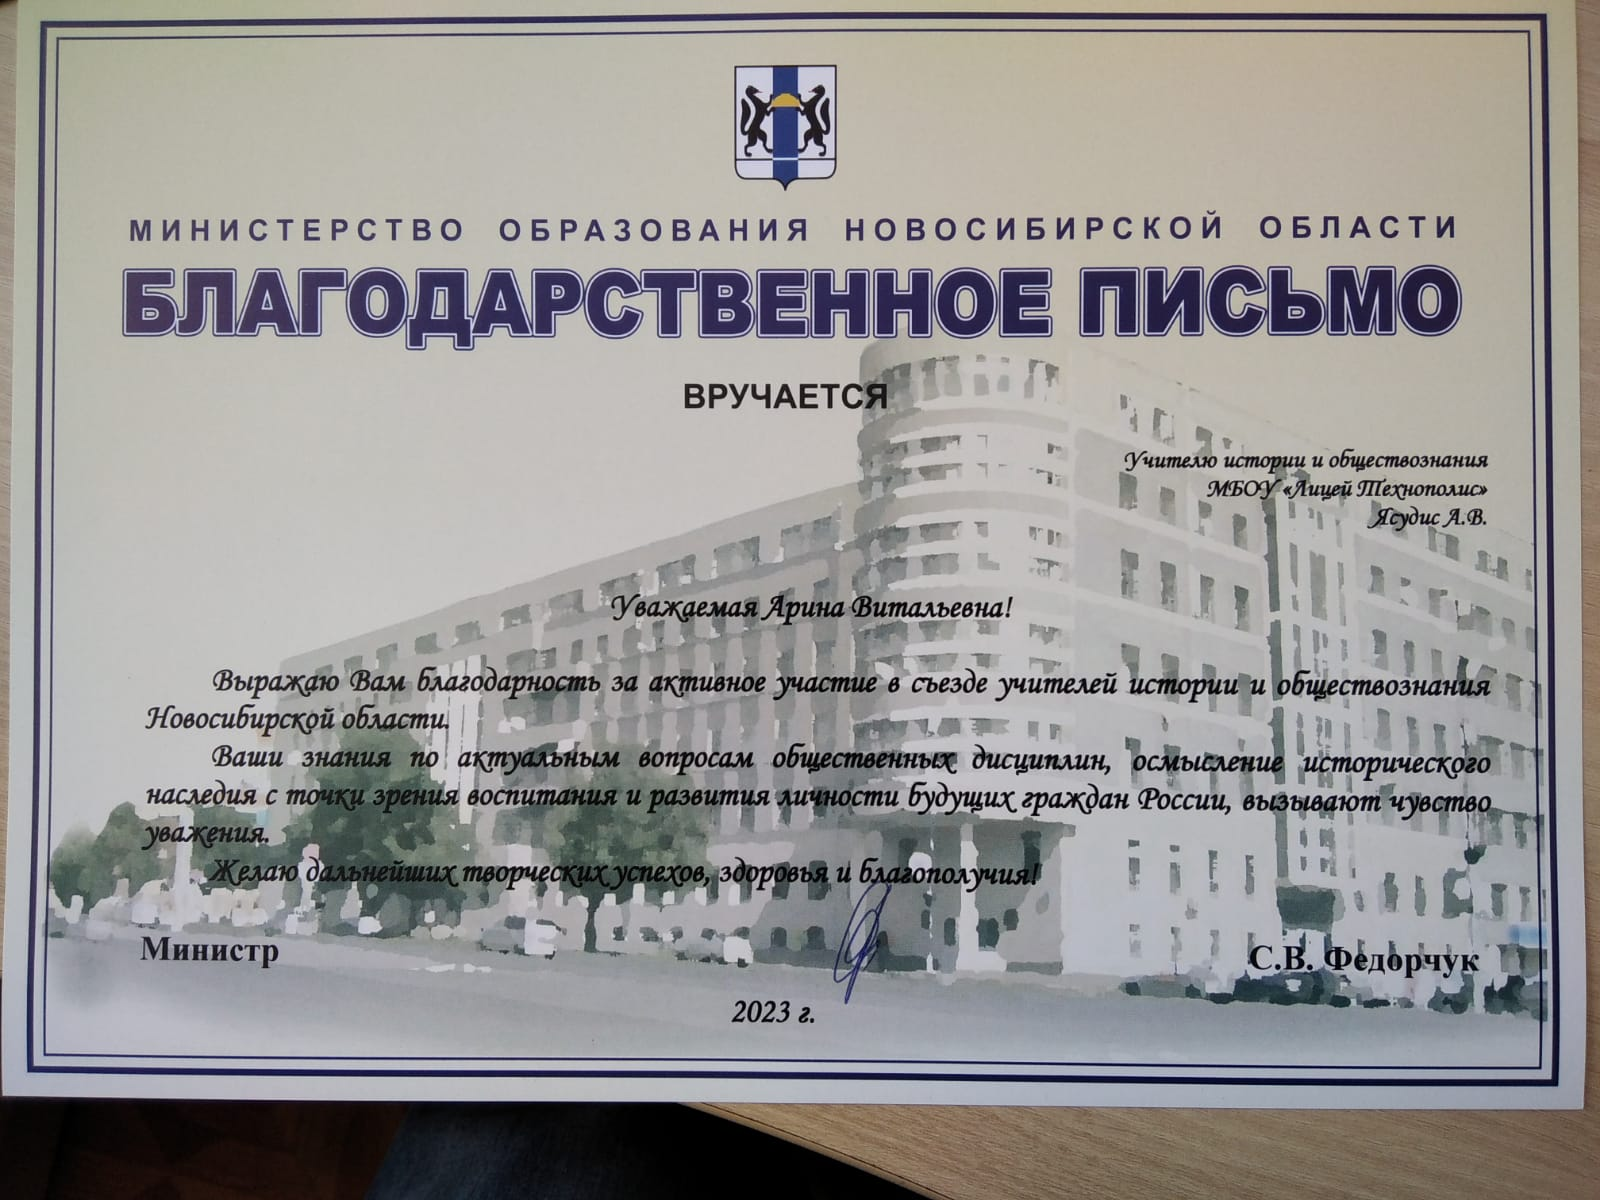 МИНИСТЕРСТВО ОБРАЗОВАНИЯ НОВОСИБИРСКОЙ ОБЛАСТИ
БЛАГОДАРСТВЕННОЕ ПИСЬМО
ВРУЧАЕТСЯ
Учителю истории и обществознания
МБОУ «Лицей Технополис»
Ясудис А.В.
Уважаемая Арина Витальевна!
Выражаю Вам благодарность за активное участие в съезде учителей истории и обществознания
Новосибирской области.
Ваши знания по актуальным вопросам общественных дисциплин, осмысление исторического
наследия с точки зрения воспитания и развития личности будущих граждан России, вызывают чувство
уважения.
Желаю дальнейших творческих успехов, здоровья и благополучия!
Министр
С.В. Федорчук
2023 г.